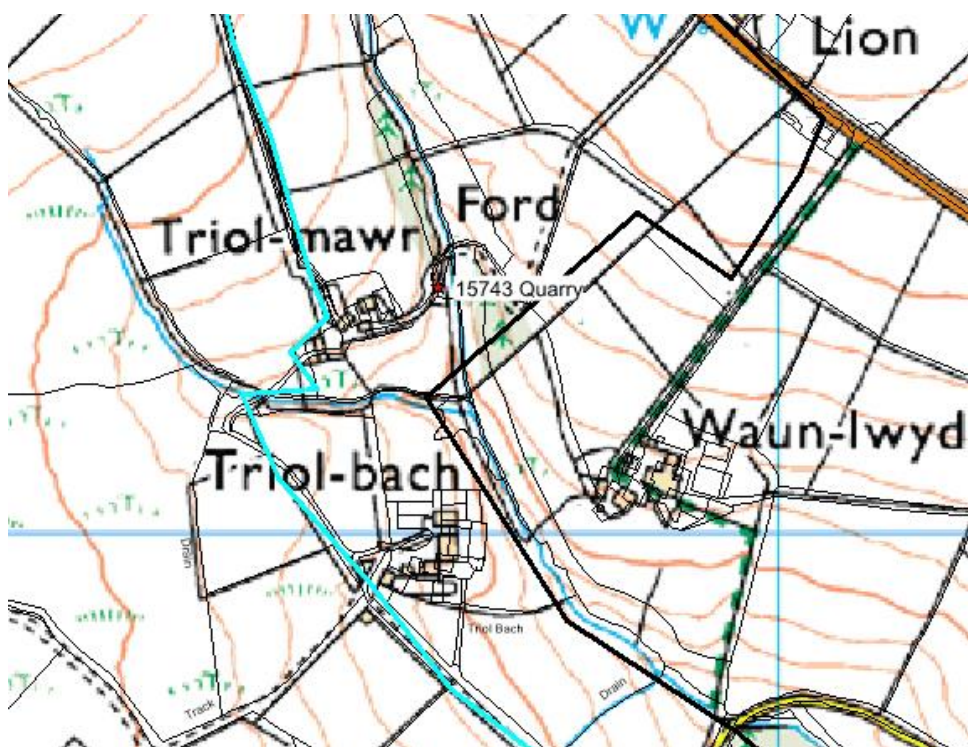 W
Lion
Ford
Triol-mawr
15743 Quarry
Waun-lwyd
Triol-bach
Drain
Triol Bach
Drain
Track